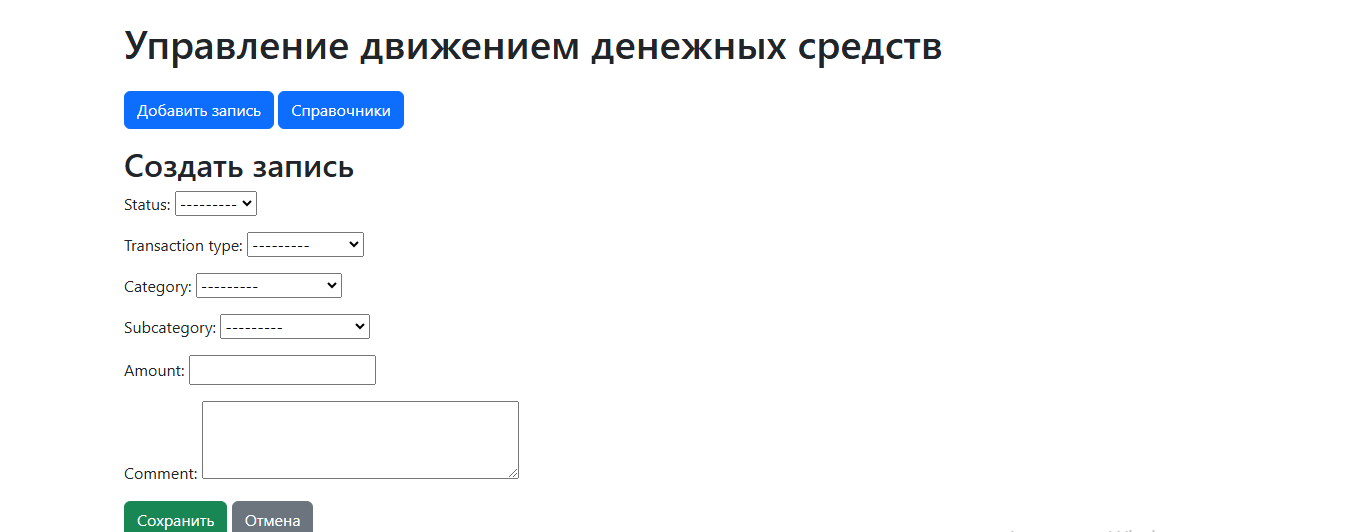 Управление движением денежных средств
Добавить запись Справочники
Создать запись
Status: ---------
Transaction type: ---------
Category: ---------
Subcategory: ---------
Amount:
Comment:
Сохранить Отмена